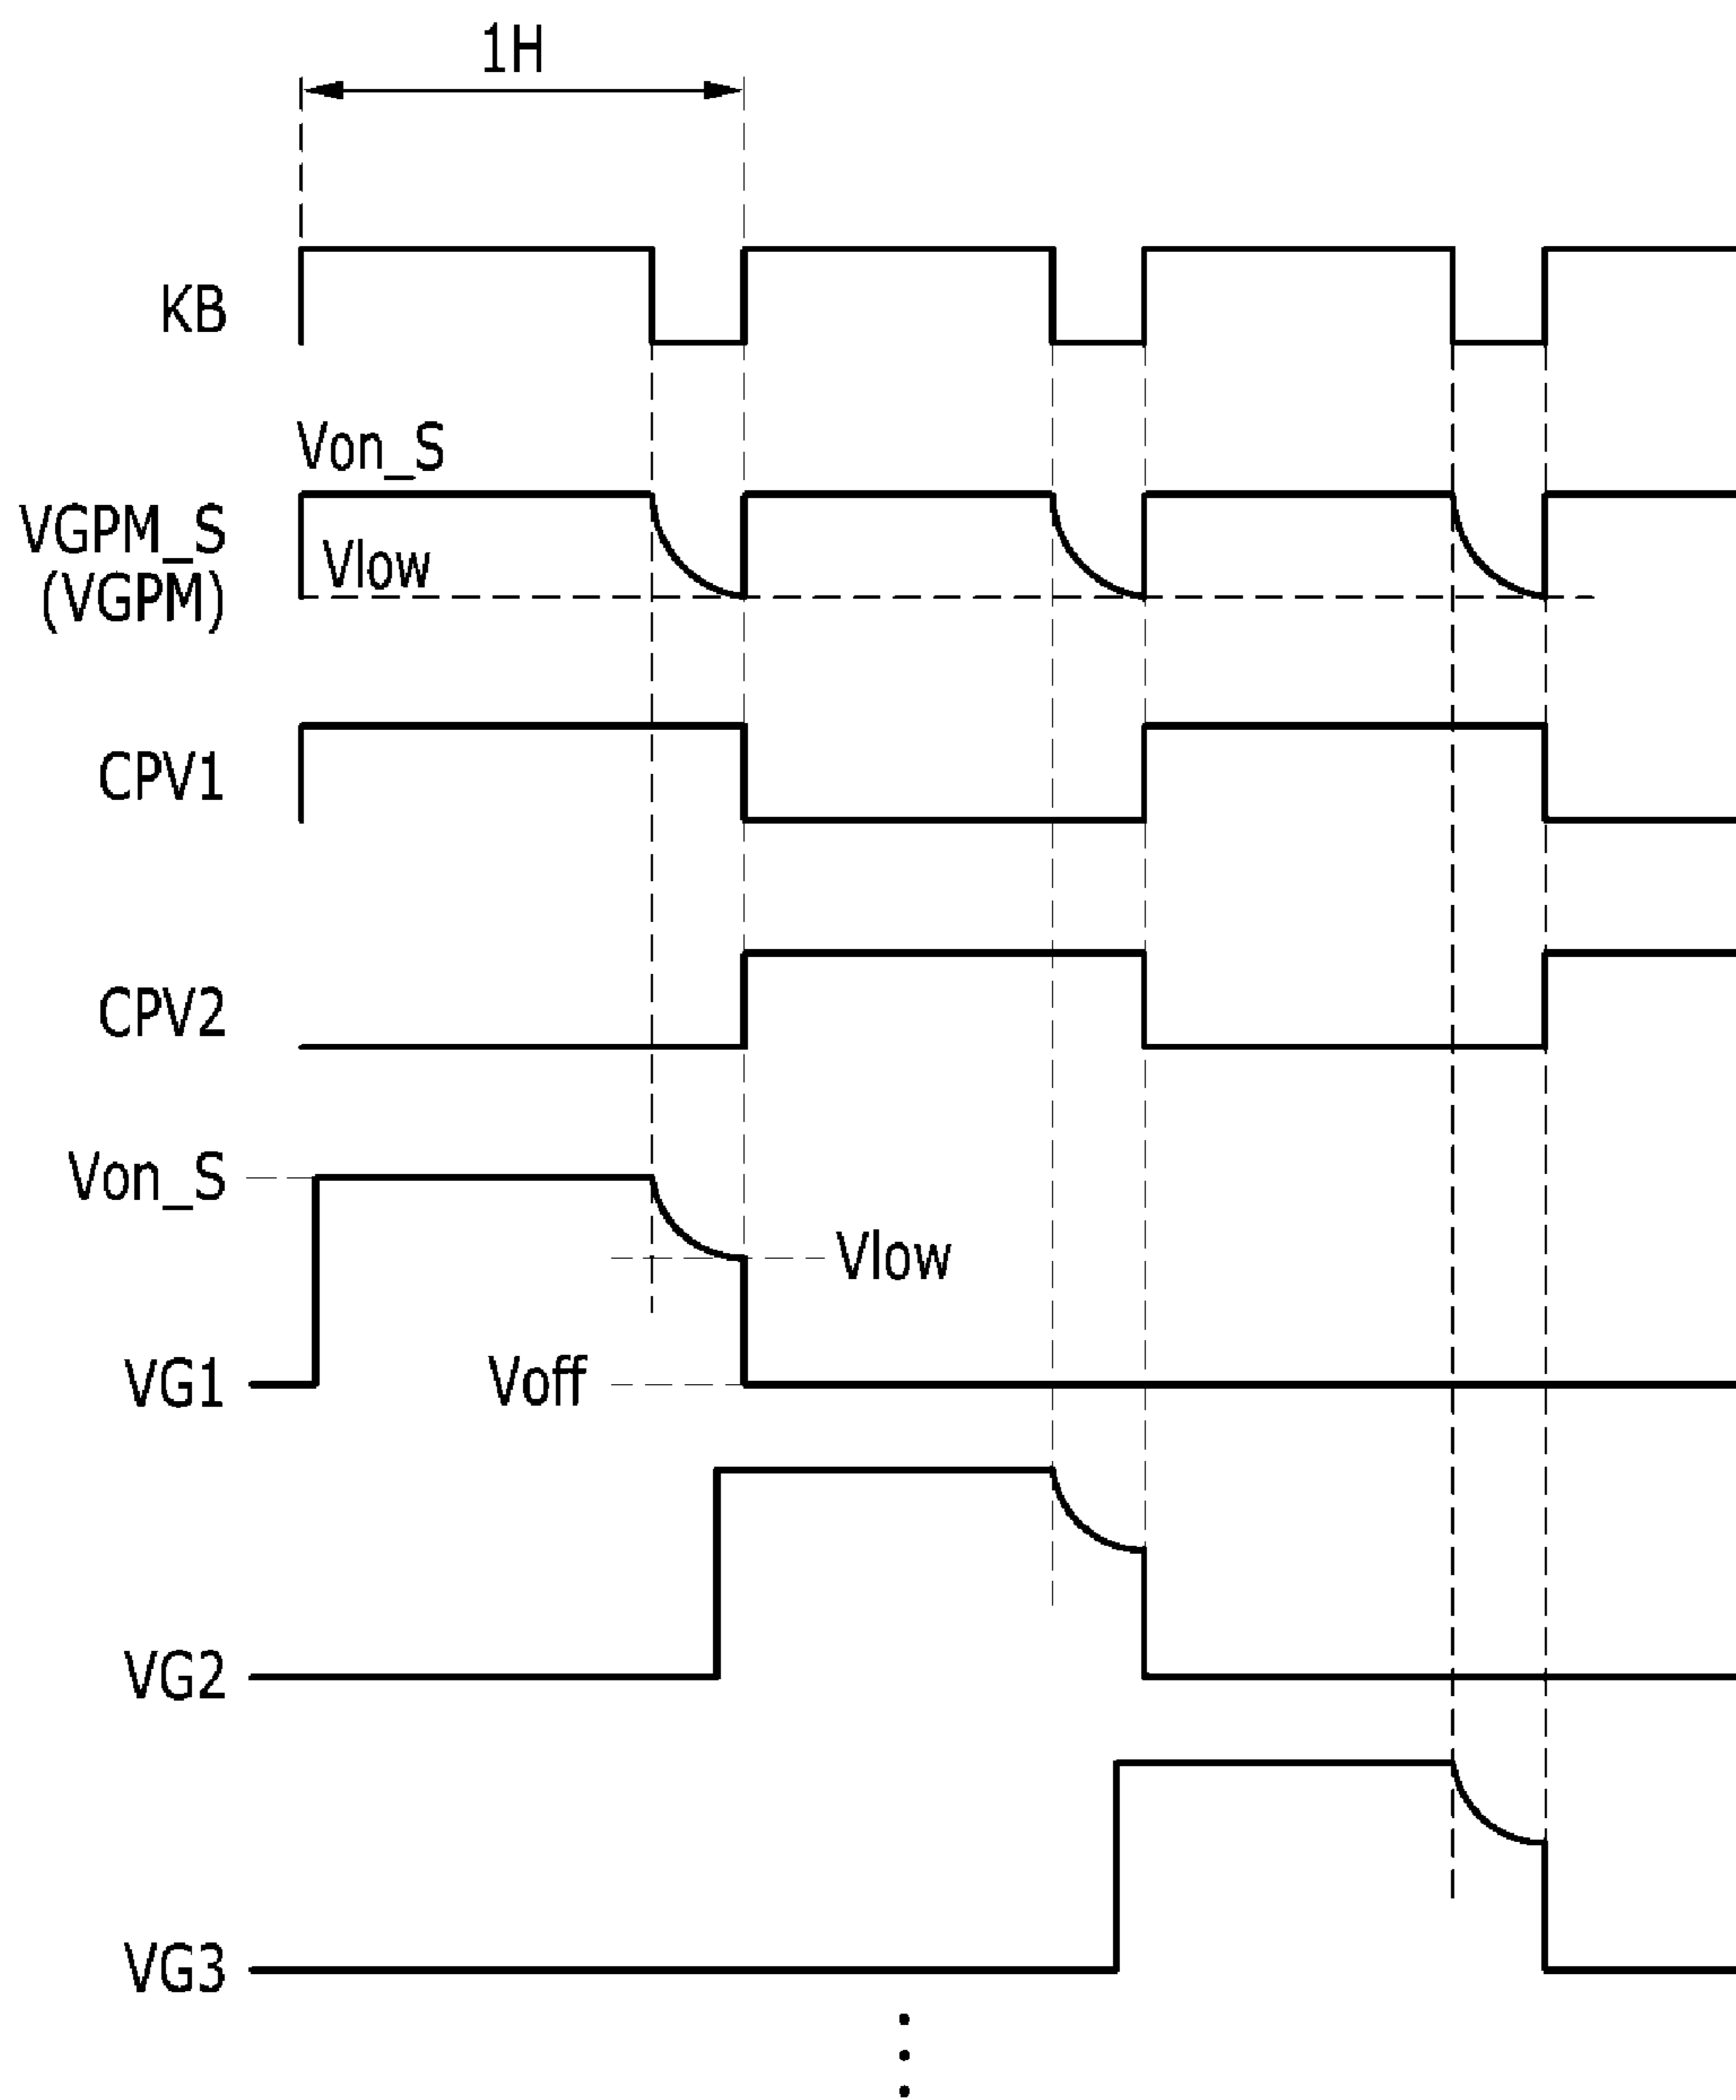 1H
KB
Von_S
VGPM_S
(VGPM)
Vlow
CPV1
CPV2
Von_S
Vlow
VG1
Voff
VG2
VG3